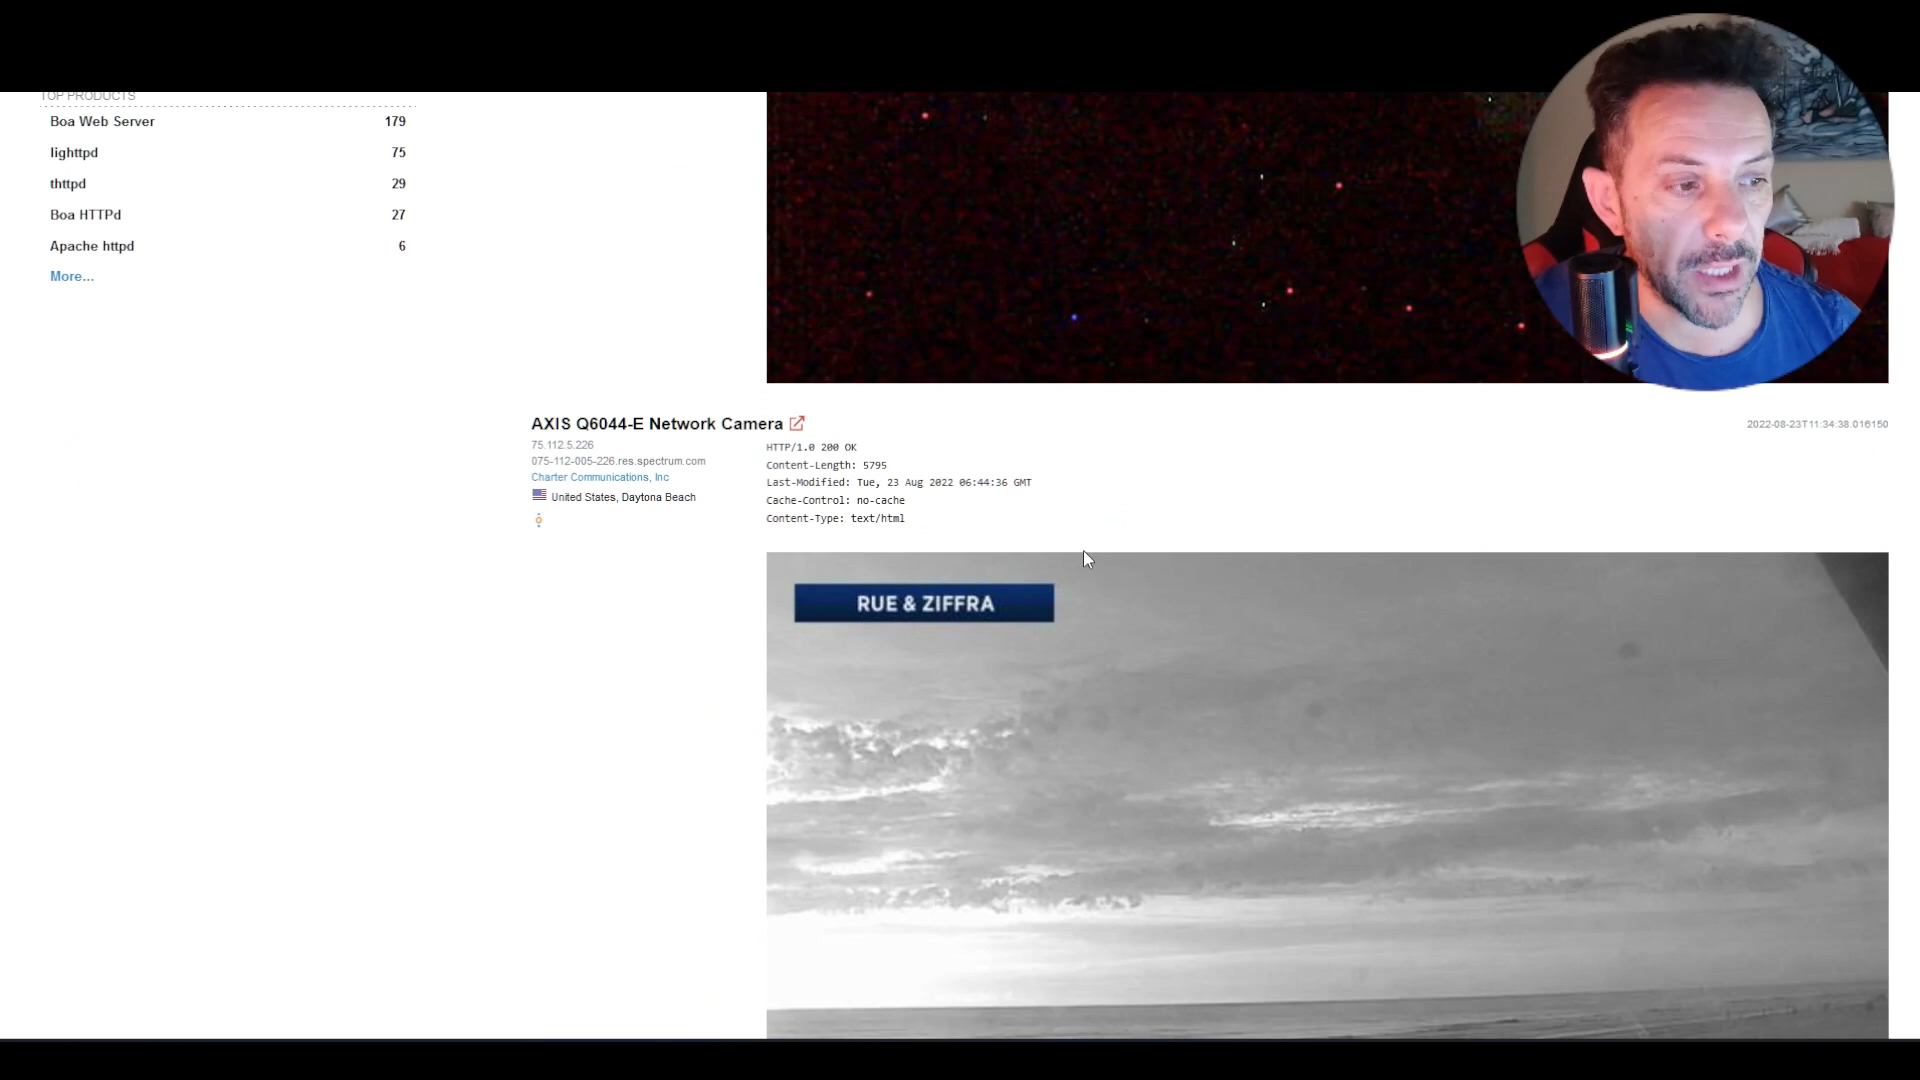 TOP PRODUCTS
Boa Web Server 179
lighttpd 75
thttpd 29
Boa HTTPd 27
Apache httpd 6
More...
AXIS Q6044-E Network Camera
2022-08-23T11:34:38.016150
75.112.5.226
075-112-005-226.res.spectrum.com
Charter Communications, Inc
United States, Daytona Beach
HTTP/1.0 200 OK
Content-Length: 5795
Last-Modified: Tue, 23 Aug 2022 06:44:36 GMT
Cache-Control: no-cache
Content-Type: text/html
RUE & ZIFFRA